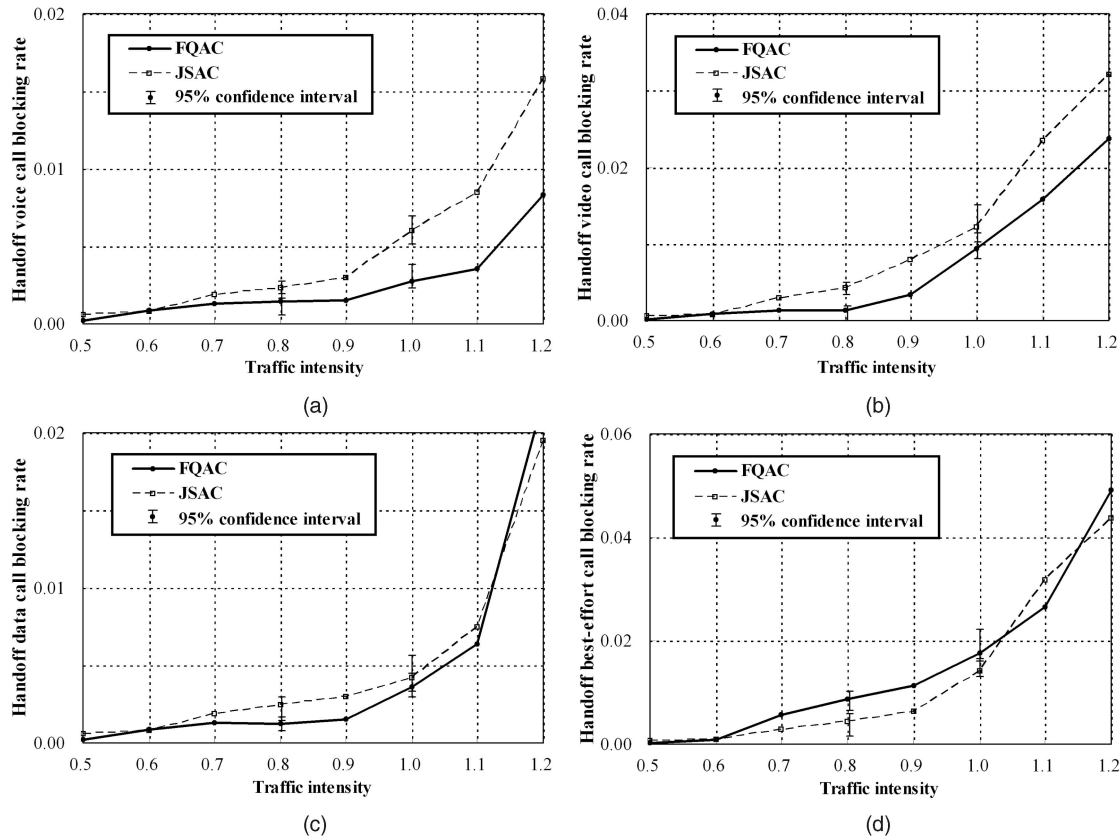 0.02
0.01
0.00
Handoff voice call blocking rate
FQAC
JSAC
95% confidence interval
0.5 0.6 0.7 0.8 0.9 1.0 1.1 1.2
Traffic intensity
(a)
0.04
0.02
0.00
Handoff video call blocking rate
FQAC
JSAC
95% confidence interval
0.5 0.6 0.7 0.8 0.9 1.0 1.1 1.2
Traffic intensity
(b)
0.02
0.01
0.00
Handoff data call blocking rate
FQAC
JSAC
95% confidence interval
0.5 0.6 0.7 0.8 0.9 1.0 1.1 1.2
Traffic intensity
(c)
0.06
0.04
0.02
0.00
Handoff best-effort call blocking rate
FQAC
JSAC
95% confidence interval
0.5 0.6 0.7 0.8 0.9 1.0 1.1 1.2
Traffic intensity
(d)